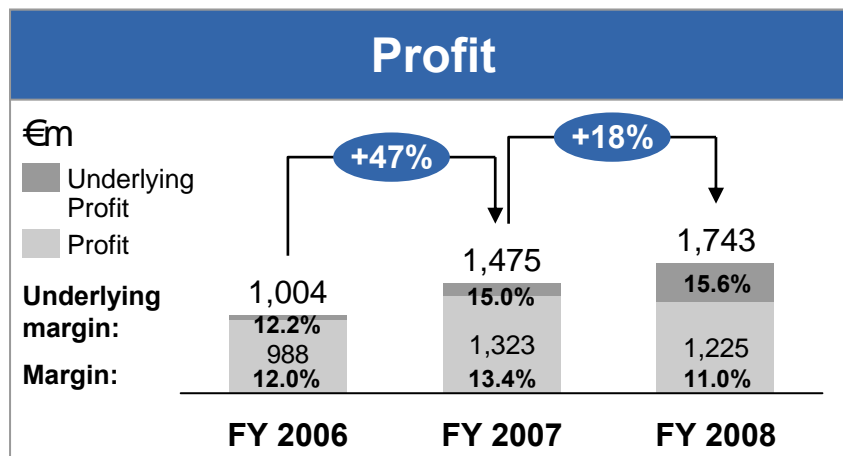 Profit
€m
+47%
+18%
Underlying
Profit
Profit
1,004
1,475
1,743
Underlying
margin:
12.2%
15.0%
15.6%
988
1,323
1,225
Margin:
12.0%
13.4%
11.0%
FY 2006
FY 2007
FY 2008